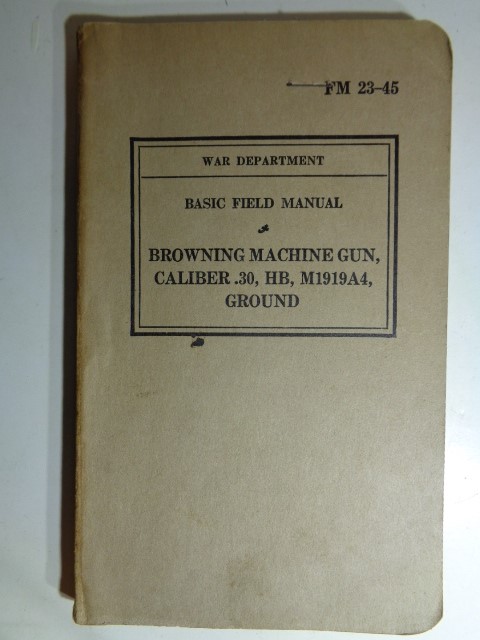 FM 23–45
WAR DEPARTMENT
BASIC FIELD MANUAL
BROWNING MACHINE GUN,
CALIBER .30, HB, M1919A4,
GROUND